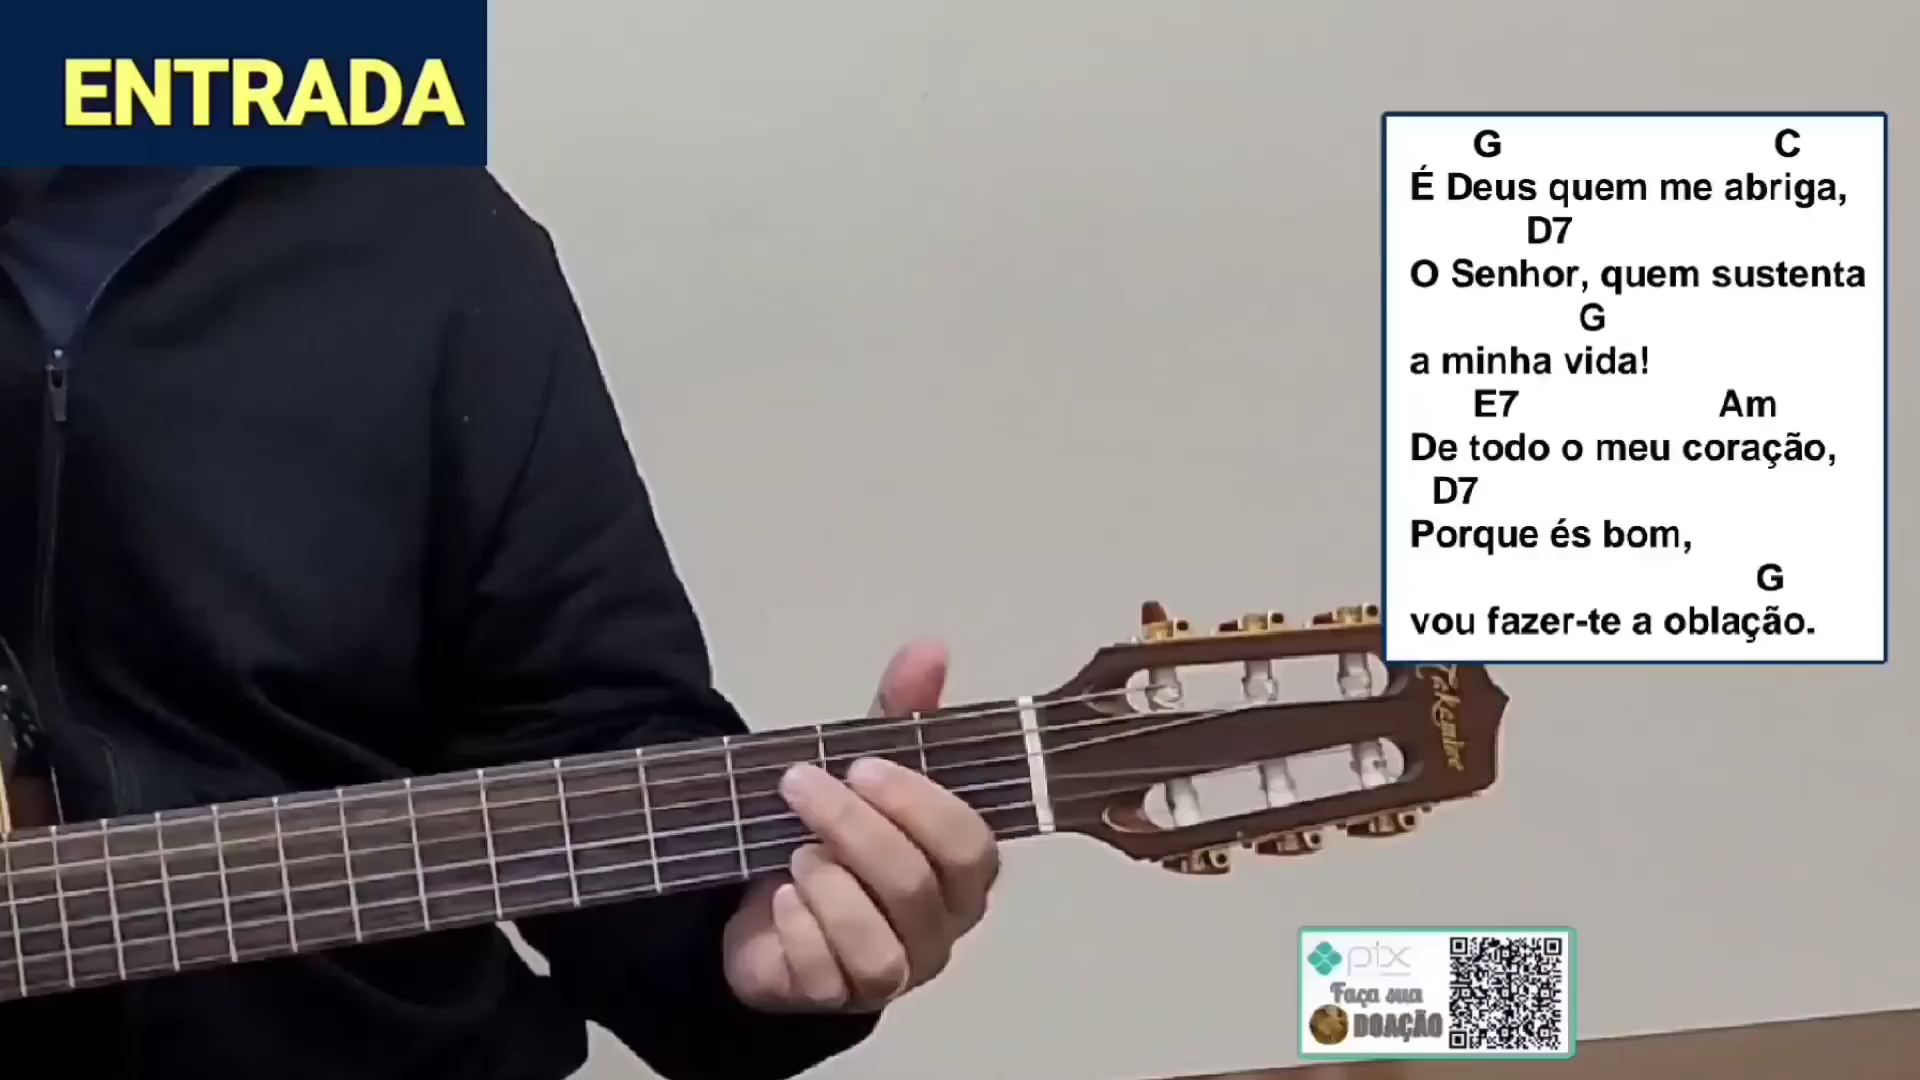 ENTRADA
G C
É Deus quem me abriga,
D7
O Senhor, quem sustenta
G
a minha vida!
E7 Am
De todo o meu coração,
D7
Porque és bom,
G
vou fazer-te a oblação.
Takamine
pix
Faça sua
DOAÇÃO